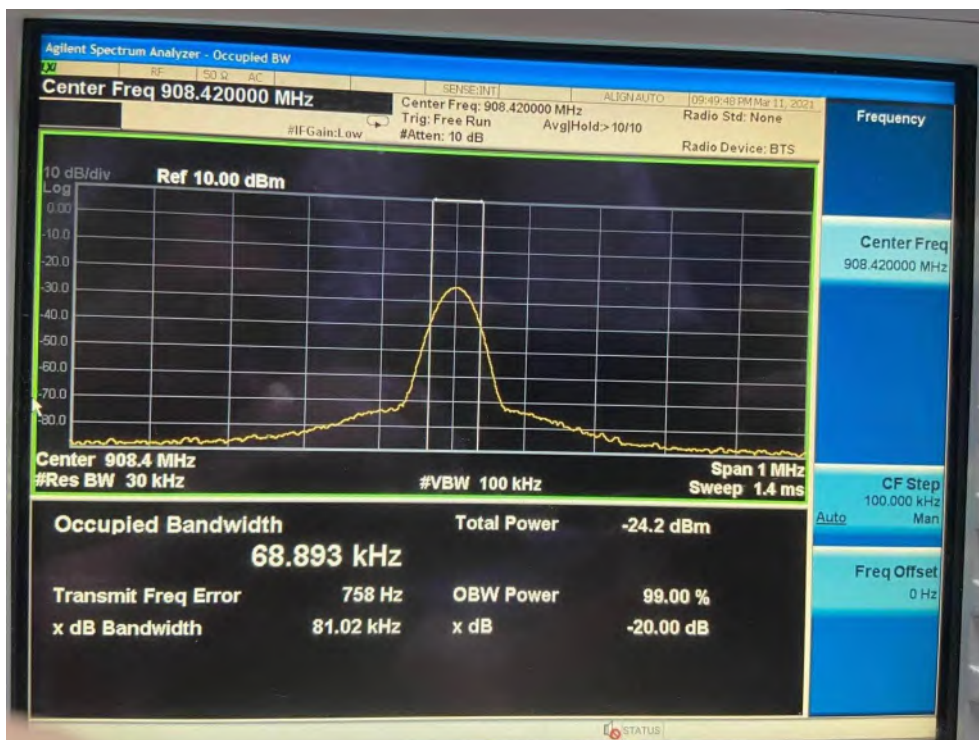 Agilent Spectrum Analyzer - Occupied BW
LXI RF 50 Ω AC SENSE:INT ALIGN AUTO 09:49:48 PM Mar 11, 2021
Center Freq 908.420000 MHz
Center Freq: 908.420000 MHz
Radio Std: None
Trig: Free Run Avg|Hold:> 10/10
#IFGain:Low #Atten: 10 dB
Radio Device: BTS
Frequency
10 dB/div Ref 10.00 dBm
Log
0.00
-10.0
-20.0
-30.0
-40.0
-50.0
-60.0
-70.0
-80.0
Center Freq
908.420000 MHz
Center 908.4 MHz Span 1 MHz
#Res BW 30 kHz #VBW 100 kHz Sweep 1.4 ms
CF Step
100.000 kHz
Auto Man
Occupied Bandwidth Total Power -24.2 dBm
68.893 kHz
Transmit Freq Error 758 Hz OBW Power 99.00 %
x dB Bandwidth 81.02 kHz x dB -20.00 dB
Freq Offset
0 Hz
STATUS